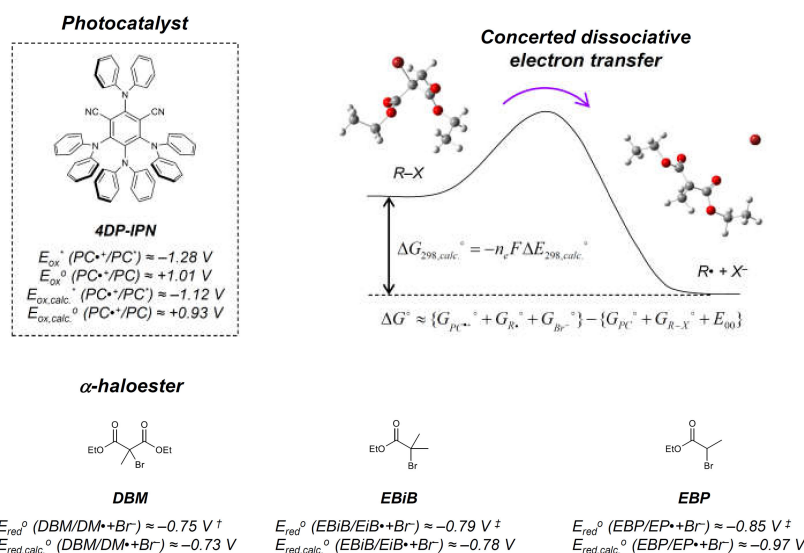 Photocatalyst
Concerted dissociative
electron transfer
N
CN
CN
N
N
N
4DP-IPN
E_ox^* (PC•⁺/PC^*) ≈ –1.28 V
E_ox^o (PC•⁺/PC) ≈ +1.01 V
E_ox,calc.^* (PC•⁺/PC^*) ≈ –1.12 V
E_ox,calc.^o (PC•⁺/PC) ≈ +0.93 V
R–X
ΔG_298,calc.° = –n_e FΔE_298,calc.°
R• + X⁻
ΔG° ≈ {G_PC•+° + G_R•° + G_Br⁻°} – {G_PC° + G_R–X° + E_00}
α-haloester
O O
EtO OEt
Br
O
EtO
Br
O
EtO
Br
DBM
EBiB
EBP
E_red^o (DBM/DM•+Br⁻) ≈ –0.75 V †
E_red^o (EBiB/EiB•+Br⁻) ≈ –0.79 V ‡
E_red^o (EBP/EP•+Br⁻) ≈ –0.85 V ‡
E_red,calc.^o (DBM/DM•+Br⁻) ≈ –0.73 V
E_red,calc.^o (EBiB/EiB•+Br⁻) ≈ –0.78 V
E_red,calc.^o (EBP/EP•+Br⁻) ≈ –0.97 V